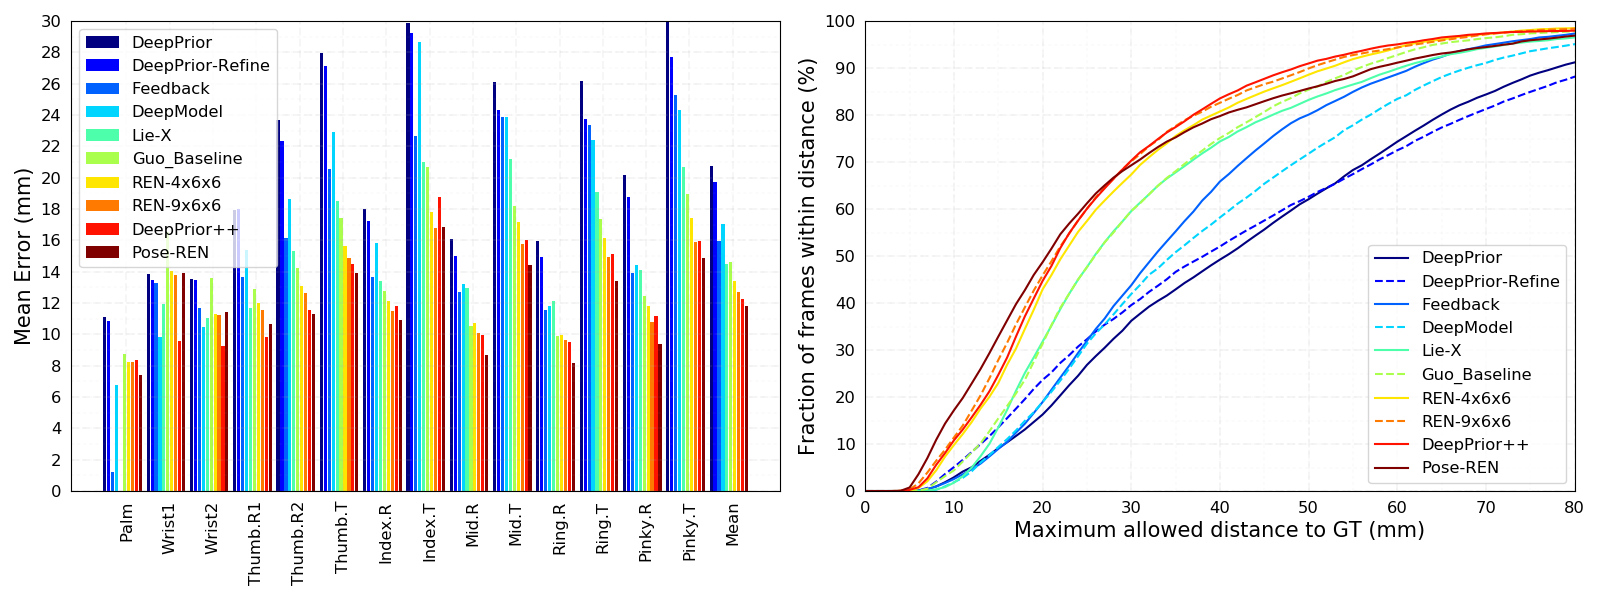 30
28
26
24
22
20
18
16
14
12
10
8
6
4
2
0
Mean Error (mm)
DeepPrior
DeepPrior-Refine
Feedback
DeepModel
Lie-X
Guo_Baseline
REN-4x6x6
REN-9x6x6
DeepPrior++
Pose-REN
Palm
Wrist1
Wrist2
Thumb.R1
Thumb.R2
Thumb.T
Index.R
Index.T
Mid.R
Mid.T
Ring.R
Ring.T
Pinky.R
Pinky.T
Mean
100
90
80
70
60
50
40
30
20
10
0
Fraction of frames within distance (%)
DeepPrior
DeepPrior-Refine
Feedback
DeepModel
Lie-X
Guo_Baseline
REN-4x6x6
REN-9x6x6
DeepPrior++
Pose-REN
0 10 20 30 40 50 60 70 80
Maximum allowed distance to GT (mm)